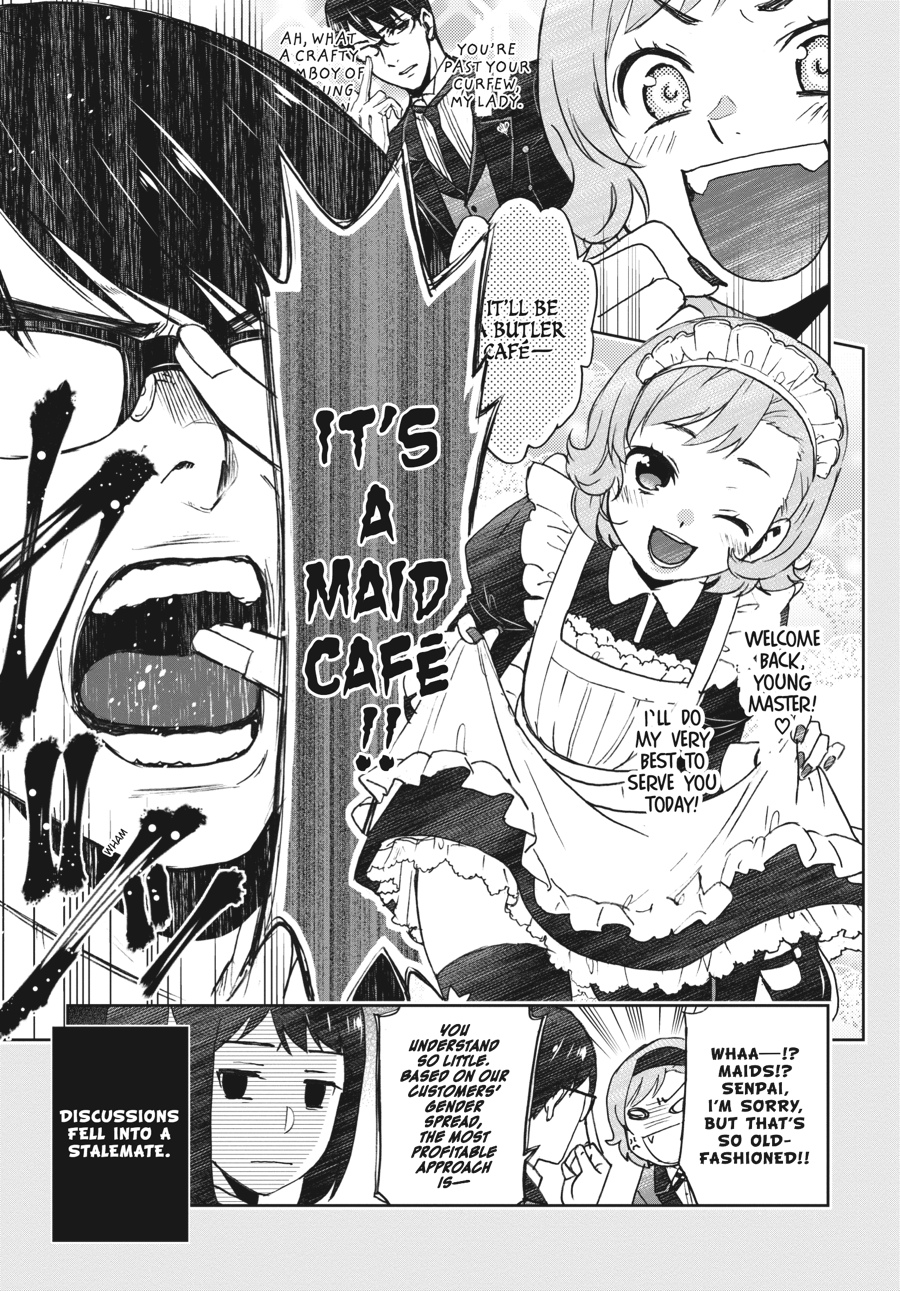 YOU'RE
PAST YOUR
CURFEW,
MY LADY.
AH, WHAT
A CRAFTY
OF
IT'LL BE
A BUTLER
CAFÉ—
IT'S
A
MAID
CAFÉ
!!
WELCOME
BACK,
YOUNG
MASTER!
♡
I'LL DO
MY VERY
BEST TO
SERVE YOU
TODAY!
WHAM
WHAA—!?
MAIDS!?
SENPAI,
I'M SORRY,
BUT THAT'S
SO OLD-
FASHIONED!!
YOU
UNDERSTAND
SO LITTLE.
BASED ON OUR
CUSTOMERS'
GENDER
SPREAD,
THE MOST
PROFITABLE
APPROACH
IS—
DISCUSSIONS
FELL INTO A
STALEMATE.